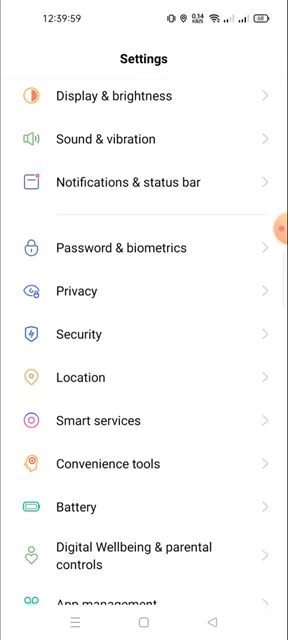 12:39:59
0.14
KB/S
68
Settings
Display & brightness
Sound & vibration
Notifications & status bar
Password & biometrics
Privacy
Security
Location
Smart services
Convenience tools
Battery
Digital Wellbeing & parental
controls
App management